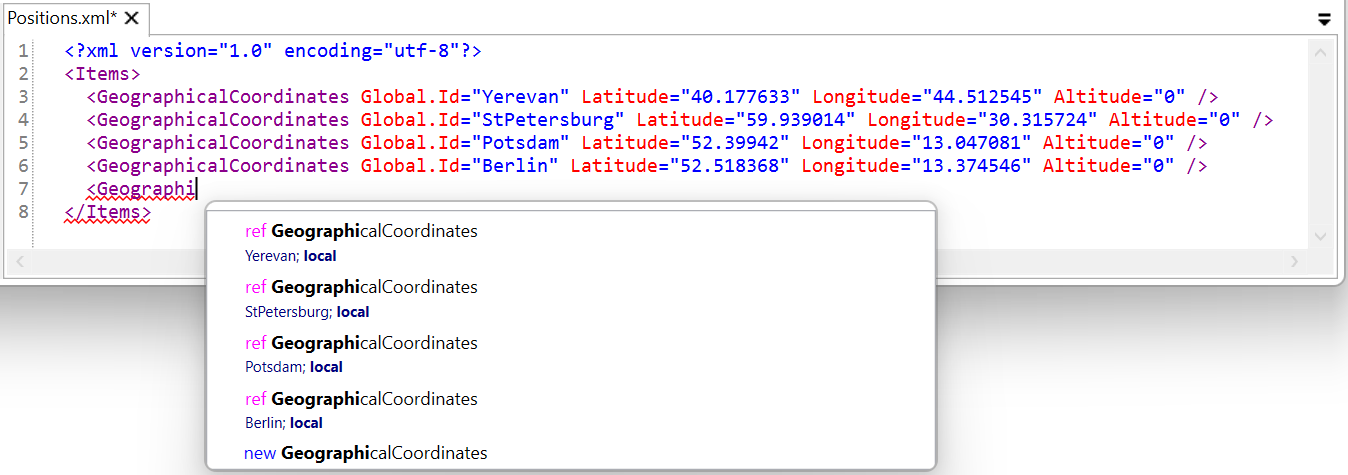 Positions.xml*
1 <?xml version="1.0" encoding="utf-8"?>
2 <Items>
3 <GeographicalCoordinates Global.Id="Yerevan" Latitude="40.177633" Longitude="44.512545" Altitude="0" />
4 <GeographicalCoordinates Global.Id="StPetersburg" Latitude="59.939014" Longitude="30.315724" Altitude="0" />
5 <GeographicalCoordinates Global.Id="Potsdam" Latitude="52.39942" Longitude="13.047081" Altitude="0" />
6 <GeographicalCoordinates Global.Id="Berlin" Latitude="52.518368" Longitude="13.374546" Altitude="0" />
7 <Geographi
8 </Items>
ref GeographicalCoordinates
Yerevan; local
ref GeographicalCoordinates
StPetersburg; local
ref GeographicalCoordinates
Potsdam; local
ref GeographicalCoordinates
Berlin; local
new GeographicalCoordinates